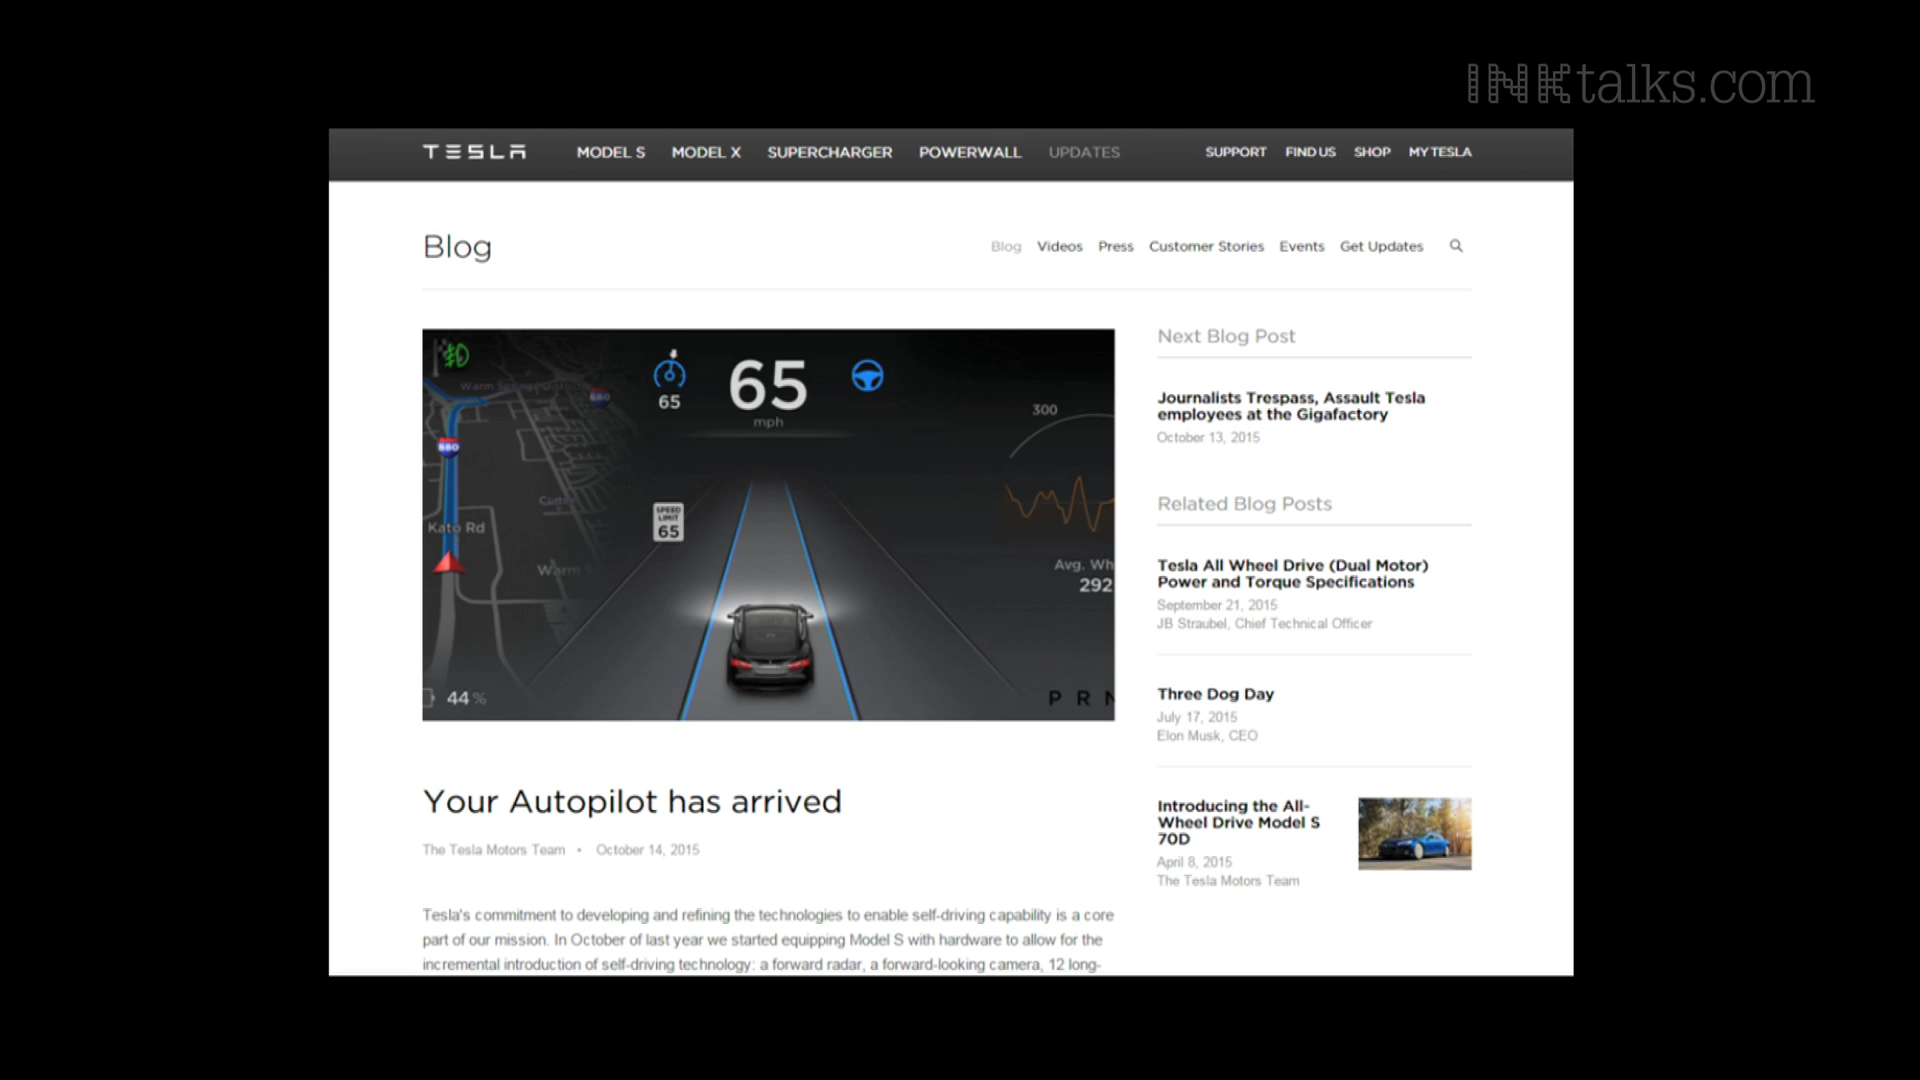 INKtalks.com
TESLA MODEL S MODEL X SUPERCHARGER POWERWALL UPDATES SUPPORT FIND US SHOP MY TESLA
Blog
Blog Videos Press Customer Stories Events Get Updates
Warm Springs
680
65
65
mph
300
880
Kato Rd
SPEED
LIMIT
65
Warm S
Avg. Wh
292
44 %
P R N
Your Autopilot has arrived
The Tesla Motors Team • October 14, 2015
Tesla's commitment to developing and refining the technologies to enable self-driving capability is a core
part of our mission. In October of last year we started equipping Model S with hardware to allow for the
incremental introduction of self-driving technology: a forward radar, a forward-looking camera, 12 long-
Next Blog Post
Journalists Trespass, Assault Tesla
employees at the Gigafactory
October 13, 2015
Related Blog Posts
Tesla All Wheel Drive (Dual Motor)
Power and Torque Specifications
September 21, 2015
JB Straubel, Chief Technical Officer
Three Dog Day
July 17, 2015
Elon Musk, CEO
Introducing the All-
Wheel Drive Model S
70D
April 8, 2015
The Tesla Motors Team